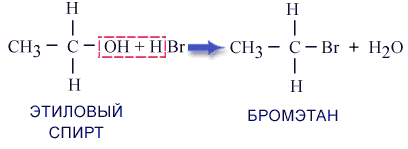 H H
CH₃ – C – OH + HBr CH₃ – C – Br + H₂O
H H
ЭТИЛОВЫЙ
СПИРТ
БРОМЭТАН